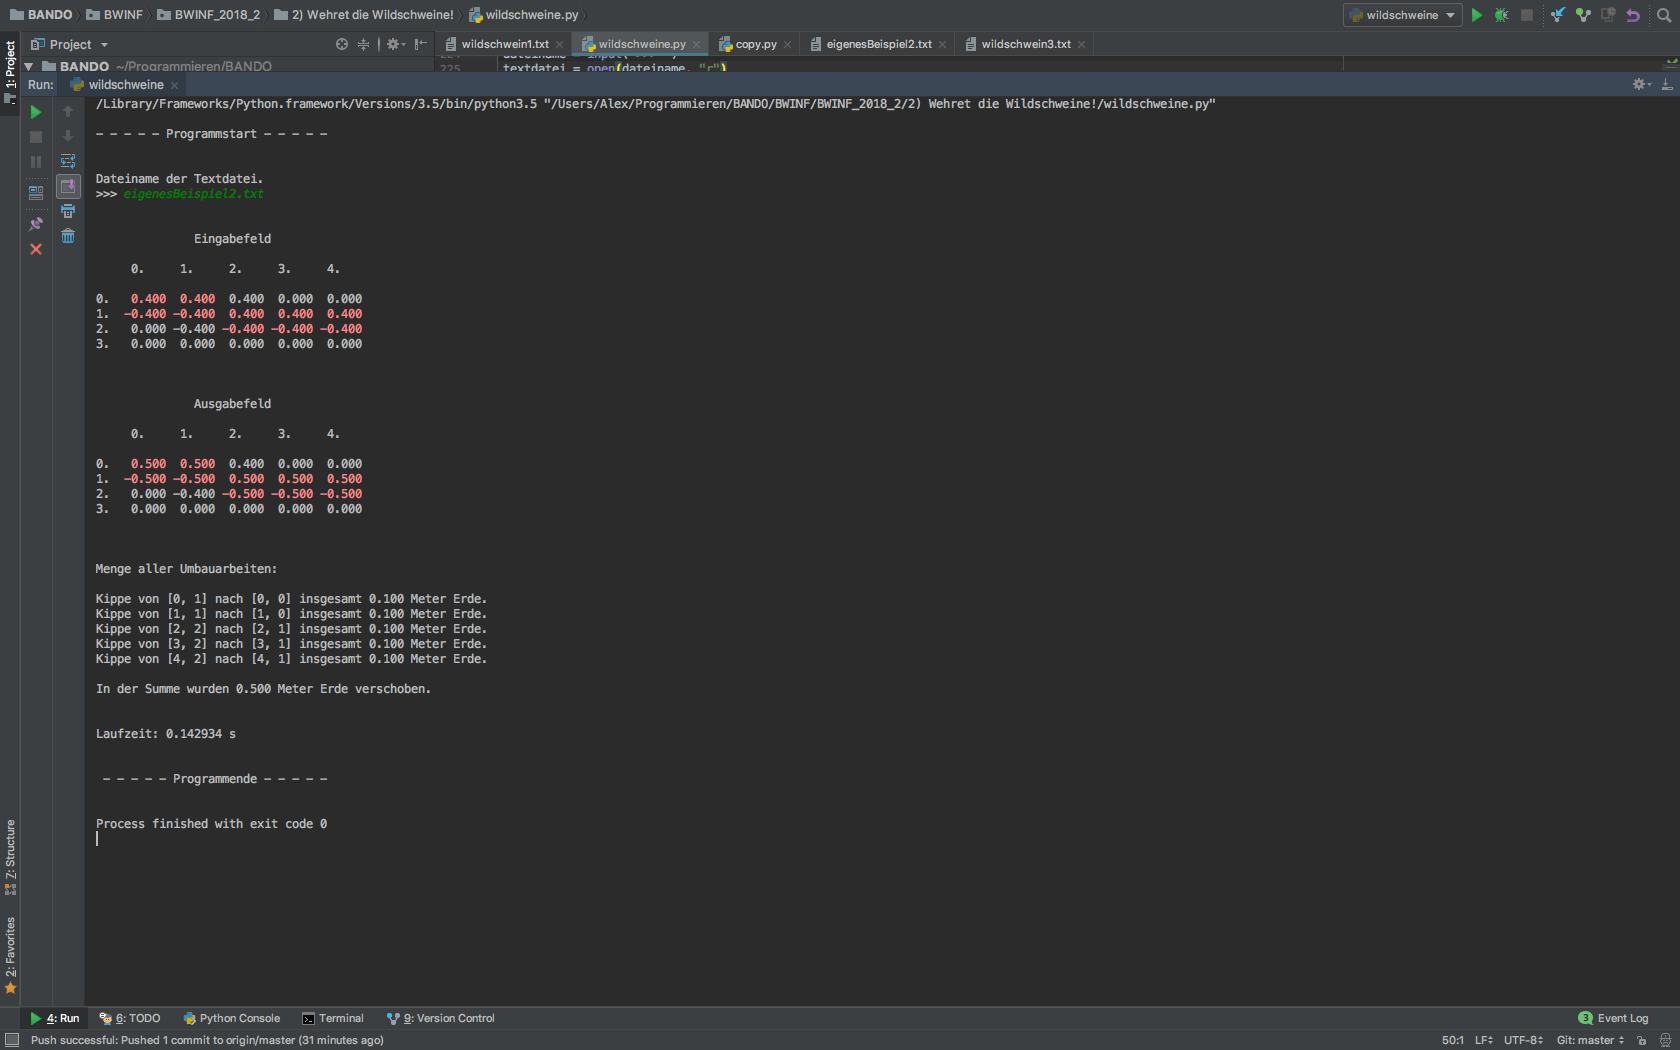 BANDO BWINF BWINF_2018_2 2) Wehret die Wildschweine! wildschweine.py wildschweine
1: Project
Project wildschwein1.txt wildschweine.py copy.py eigenesBeispiel2.txt wildschwein3.txt
BANDO ~/Programmieren/BANDO
225 textdatei = open(dateiname, "r")
Run: wildschweine
/Library/Frameworks/Python.framework/Versions/3.5/bin/python3.5 "/Users/Alex/Programmieren/BANDO/BWINF/BWINF_2018_2/2) Wehret die Wildschweine!/wildschweine.py"
- - - - - Programmstart - - - - -
Dateiname der Textdatei.
>>> eigenesBeispiel2.txt
Eingabefeld
0. 1. 2. 3. 4.
0. 0.400 0.400 0.400 0.000 0.000
1. -0.400 -0.400 0.400 0.400 0.400
2. 0.000 -0.400 -0.400 -0.400 -0.400
3. 0.000 0.000 0.000 0.000 0.000
Ausgabefeld
0. 1. 2. 3. 4.
0. 0.500 0.500 0.400 0.000 0.000
1. -0.500 -0.500 0.500 0.500 0.500
2. 0.000 -0.400 -0.500 -0.500 -0.500
3. 0.000 0.000 0.000 0.000 0.000
Menge aller Umbauarbeiten:
Kippe von [0, 1] nach [0, 0] insgesamt 0.100 Meter Erde.
Kippe von [1, 1] nach [1, 0] insgesamt 0.100 Meter Erde.
Kippe von [2, 2] nach [2, 1] insgesamt 0.100 Meter Erde.
Kippe von [3, 2] nach [3, 1] insgesamt 0.100 Meter Erde.
Kippe von [4, 2] nach [4, 1] insgesamt 0.100 Meter Erde.
In der Summe wurden 0.500 Meter Erde verschoben.
Laufzeit: 0.142934 s
- - - - - Programmende - - - - -
Process finished with exit code 0
7: Structure
2: Favorites
4: Run 6: TODO Python Console Terminal 9: Version Control 3 Event Log
Push successful: Pushed 1 commit to origin/master (31 minutes ago) 50:1 LF UTF-8 Git: master